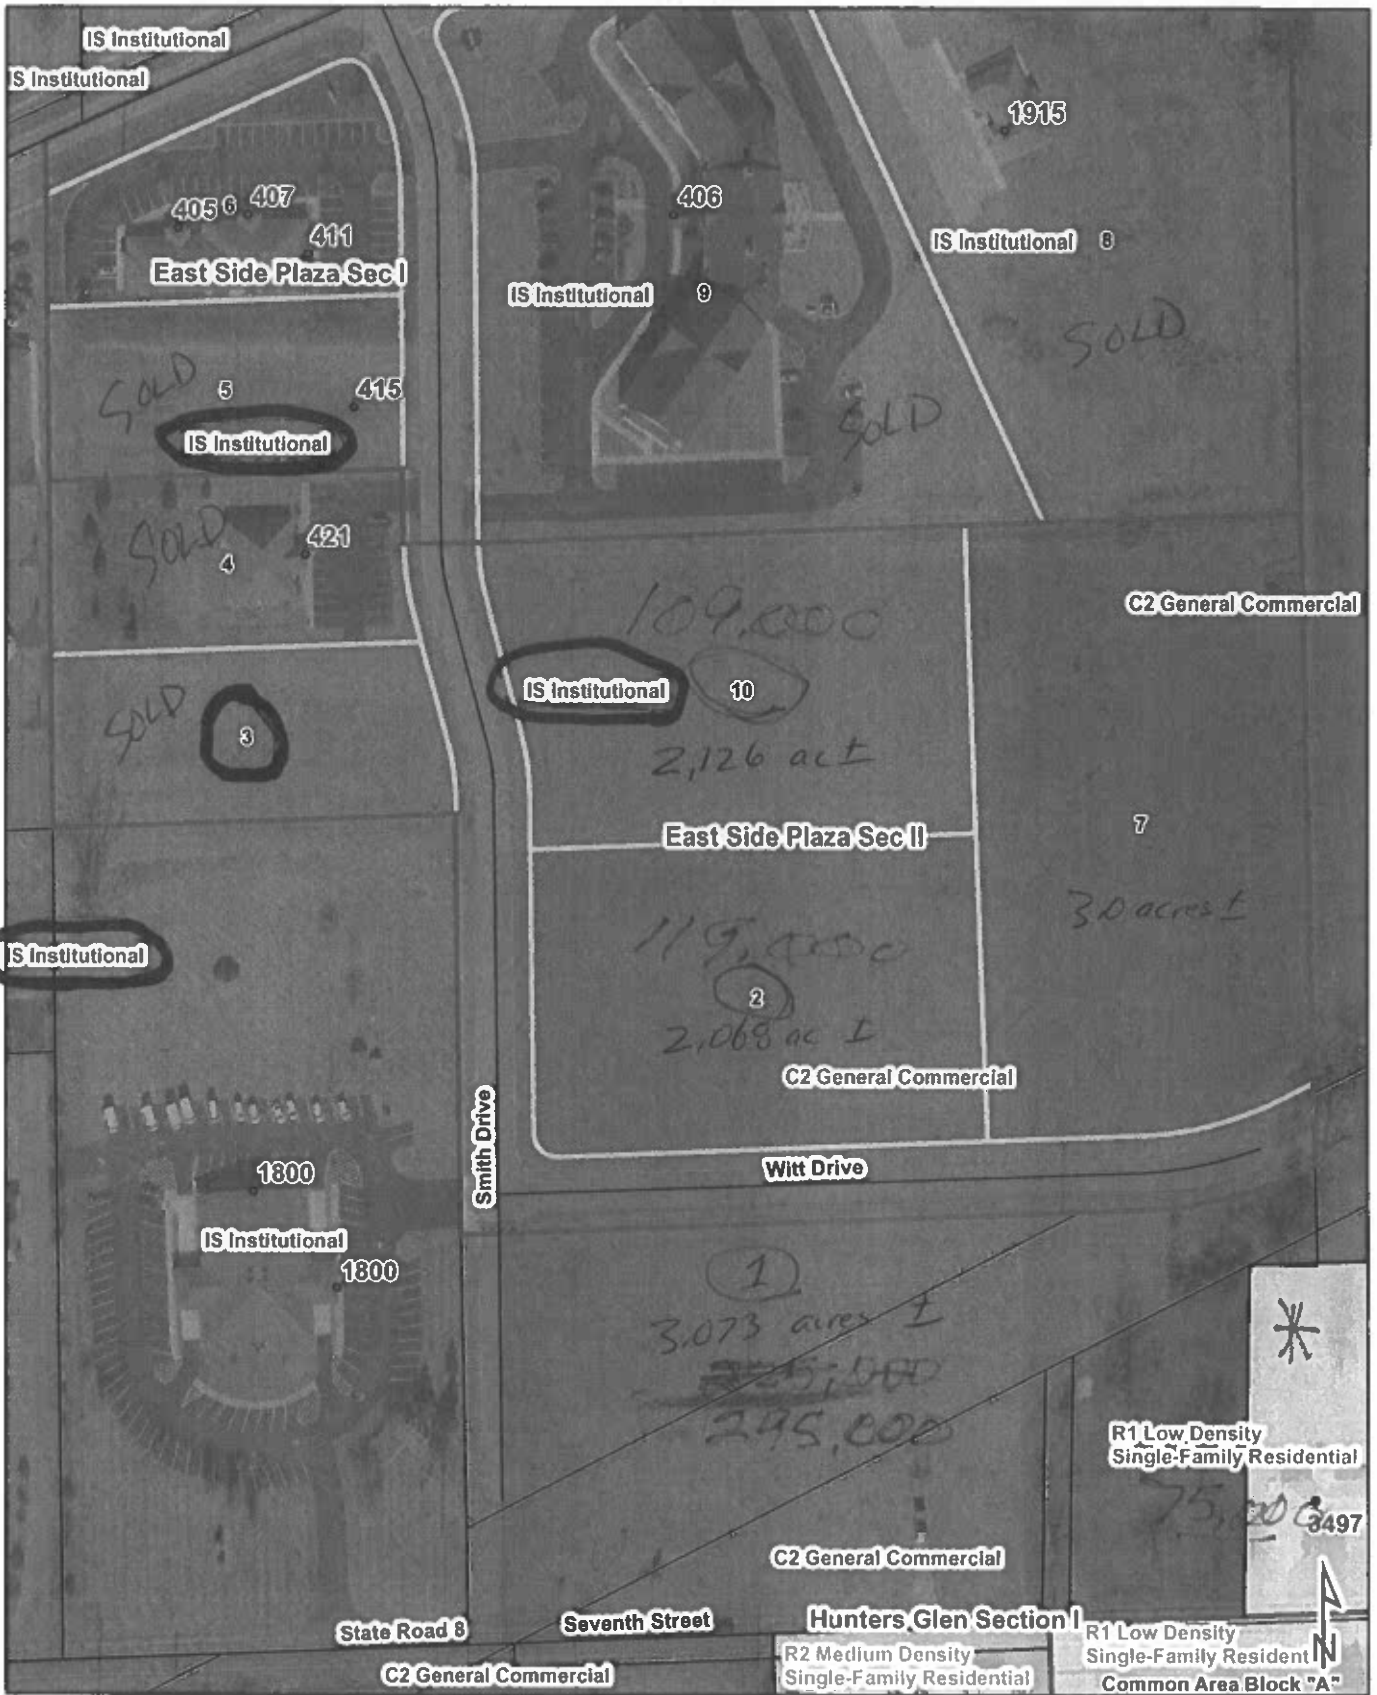 IS Institutional
IS Institutional
1915
405 6 407
406
411
IS Institutional 8
East Side Plaza Sec I
IS Institutional 9
SOLD
SOLD
5 415
SOLD
IS Institutional
SOLD
421
4
C2 General Commercial
109,000
IS Institutional 10
SOLD
3
2,126 ac ±
7
East Side Plaza Sec II
3.0 acres ±
IS Institutional
2
2,068 ac ±
C2 General Commercial
Smith Drive
Witt Drive
1800
IS Institutional
1800
1
3.073 acres ±
295,000
R1 Low Density
Single-Family Residential
75,000
3497
C2 General Commercial
Hunters Glen Section I
Seventh Street
State Road 8
N
R1 Low Density
Single-Family Resident
R2 Medium Density
Single-Family Residential
C2 General Commercial
Common Area Block "A"